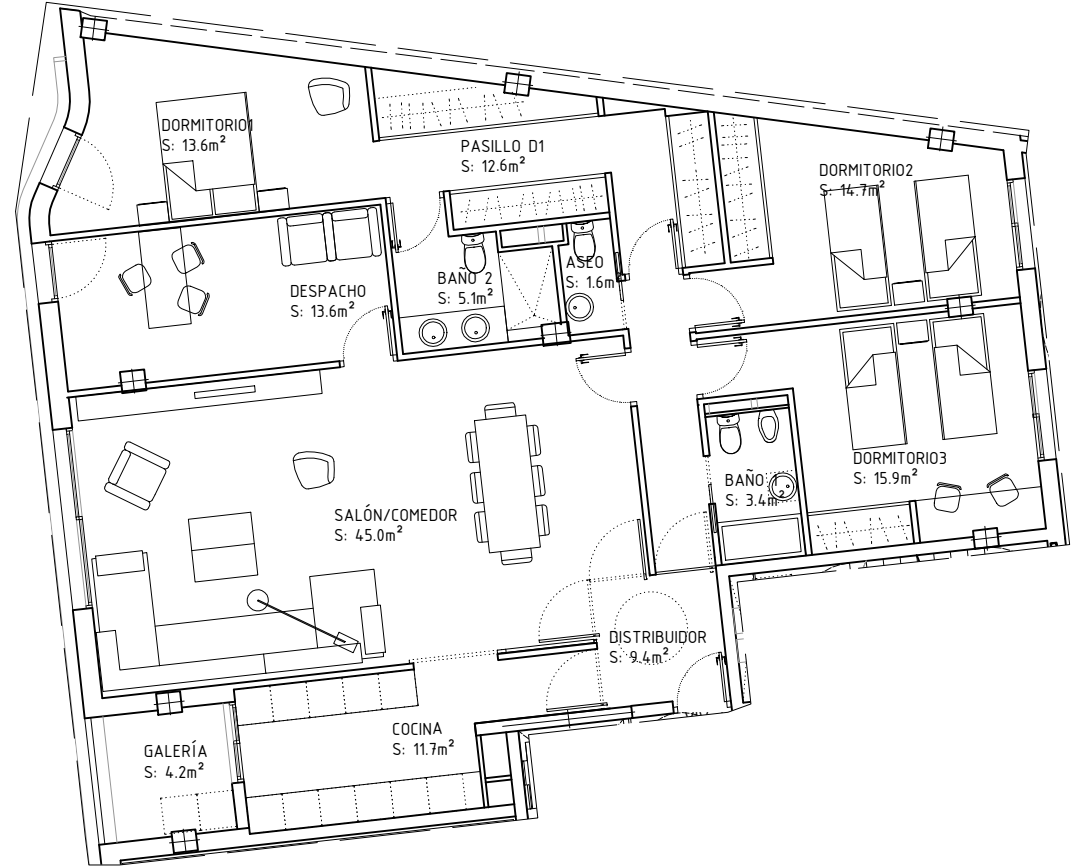 DORMITORIO1
S: 13.6m²
PASILLO D1
S: 12.6m²
DORMITORIO2
S: 14.7m²
DESPACHO
S: 13.6m²
BAÑO 2
S: 5.1m²
ASEO
S: 1.6m²
DORMITORIO3
S: 15.9m²
BAÑO 1
S: 3.4m²
SALÓN/COMEDOR
S: 45.0m²
DISTRIBUIDOR
S: 9.4m²
COCINA
S: 11.7m²
GALERÍA
S: 4.2m²